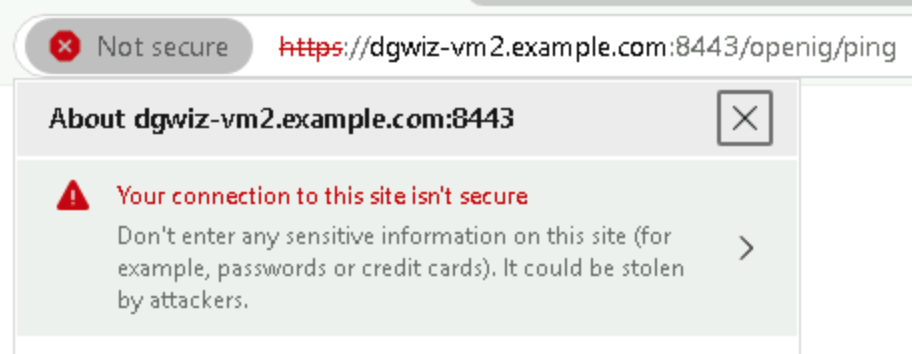 Not secure https://dgwiz-vm2.example.com:8443/openig/ping
About dgwiz-vm2.example.com:8443
Your connection to this site isn't secure
Don't enter any sensitive information on this site (for
example, passwords or credit cards). It could be stolen
by attackers.